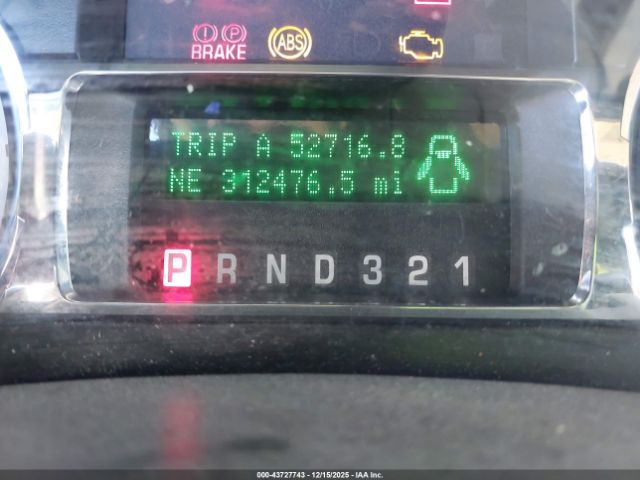 BRAKE ABS
TRIP A 52716.8
NE 312476.5 mi
P R N D 3 2 1
000-43727743 / 12/15/2025 - IAA Inc.